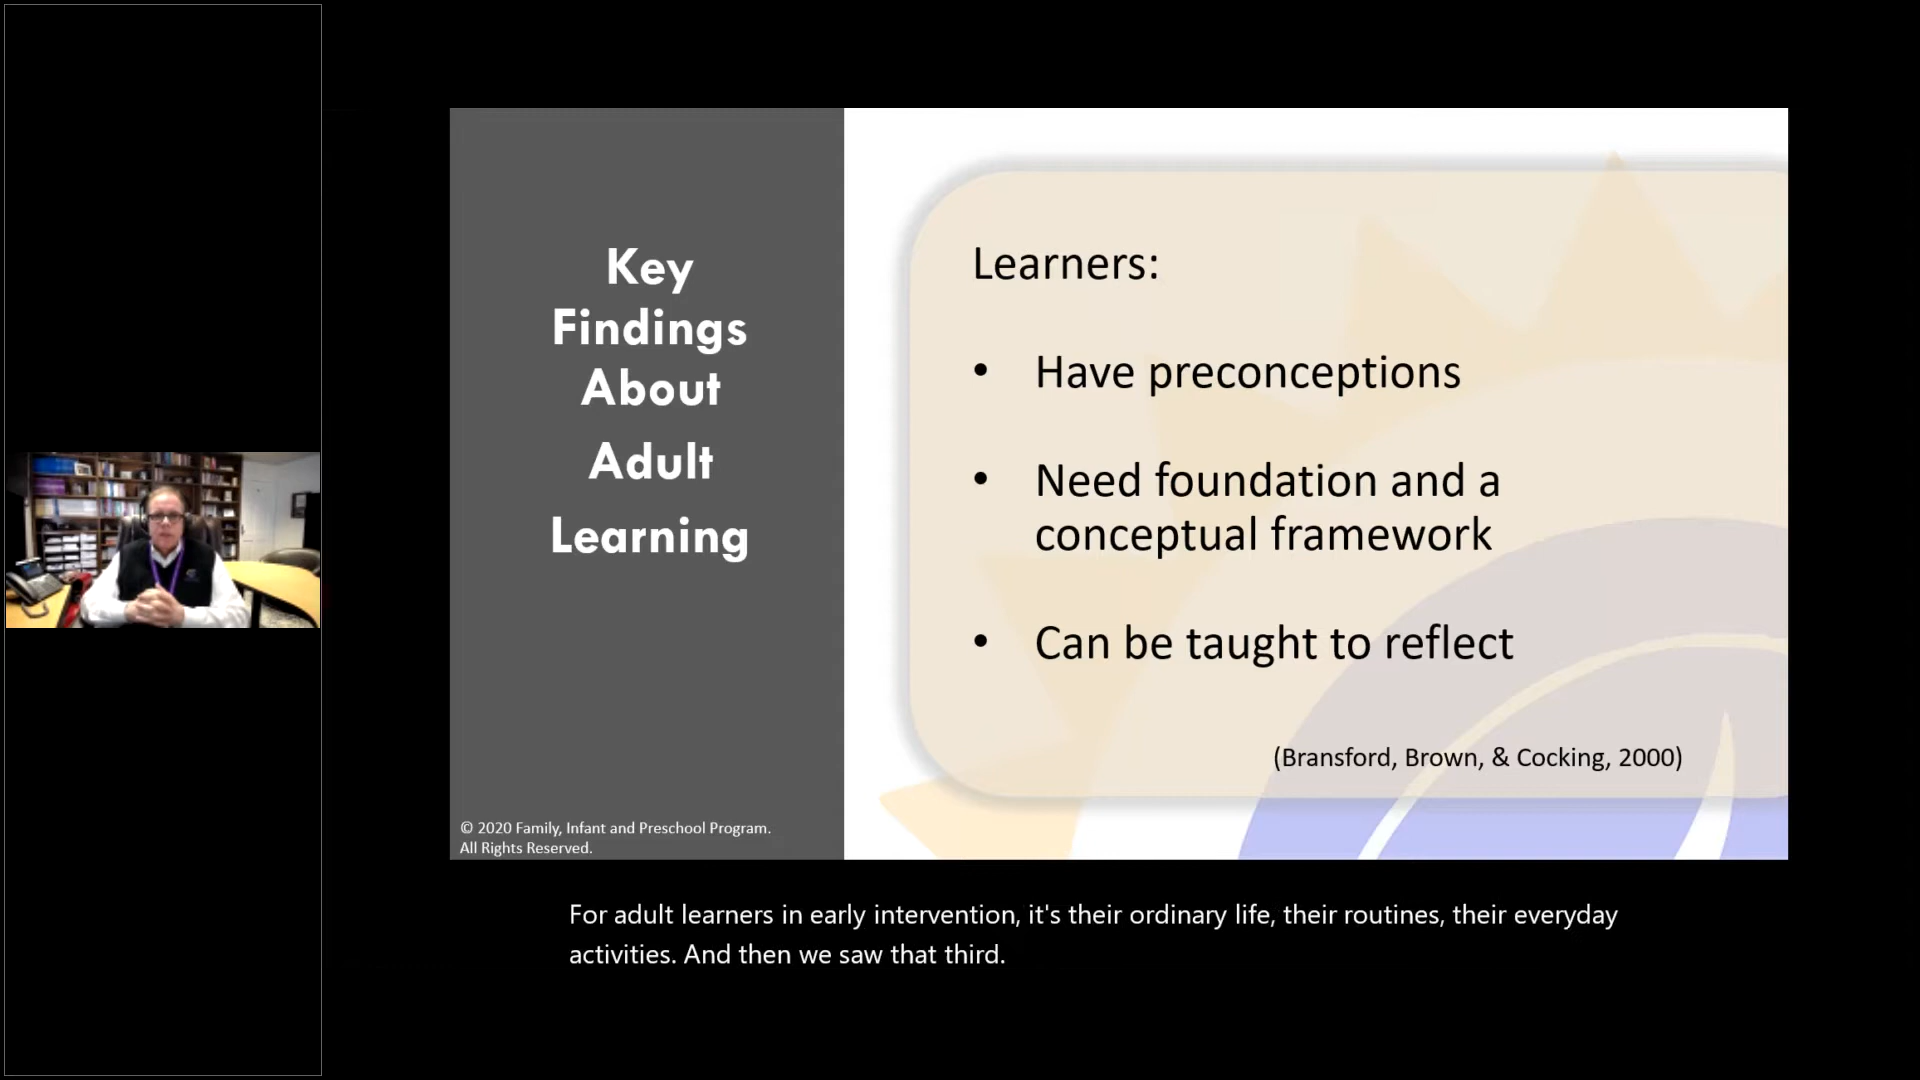 Key
Findings
About
Adult
Learning
© 2020 Family, Infant and Preschool Program.
All Rights Reserved.
Learners:
• Have preconceptions
• Need foundation and a
conceptual framework
• Can be taught to reflect
(Bransford, Brown, & Cocking, 2000)
For adult learners in early intervention, it's their ordinary life, their routines, their everyday
activities. And then we saw that third.